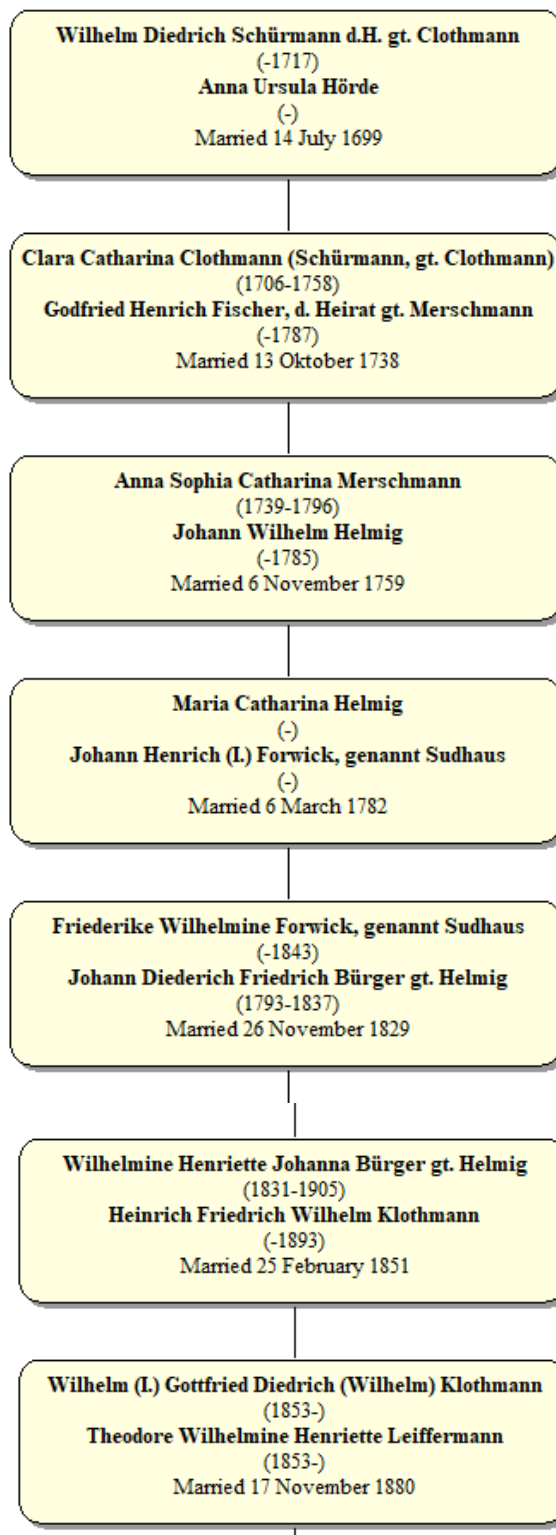 Wilhelm Diedrich Schürmann d.H. gt. Clothmann
(-1717)
Anna Ursula Hörde
(-)
Married 14 July 1699
Clara Catharina Clothmann (Schürmann, gt. Clothmann)
(1706-1758)
Godfried Henrich Fischer, d. Heirat gt. Merschmann
(-1787)
Married 13 Oktober 1738
Anna Sophia Catharina Merschmann
(1739-1796)
Johann Wilhelm Helmig
(-1785)
Married 6 November 1759
Maria Catharina Helmig
(-)
Johann Henrich (I.) Forwick, genannt Sudhaus
(-)
Married 6 March 1782
Friederike Wilhelmine Forwick, genannt Sudhaus
(-1843)
Johann Diederich Friedrich Bürger gt. Helmig
(1793-1837)
Married 26 November 1829
Wilhelmine Henriette Johanna Bürger gt. Helmig
(1831-1905)
Heinrich Friedrich Wilhelm Klothmann
(-1893)
Married 25 February 1851
Wilhelm (I.) Gottfried Diedrich (Wilhelm) Klothmann
(1853-)
Theodore Wilhelmine Henriette Leiffermann
(1853-)
Married 17 November 1880